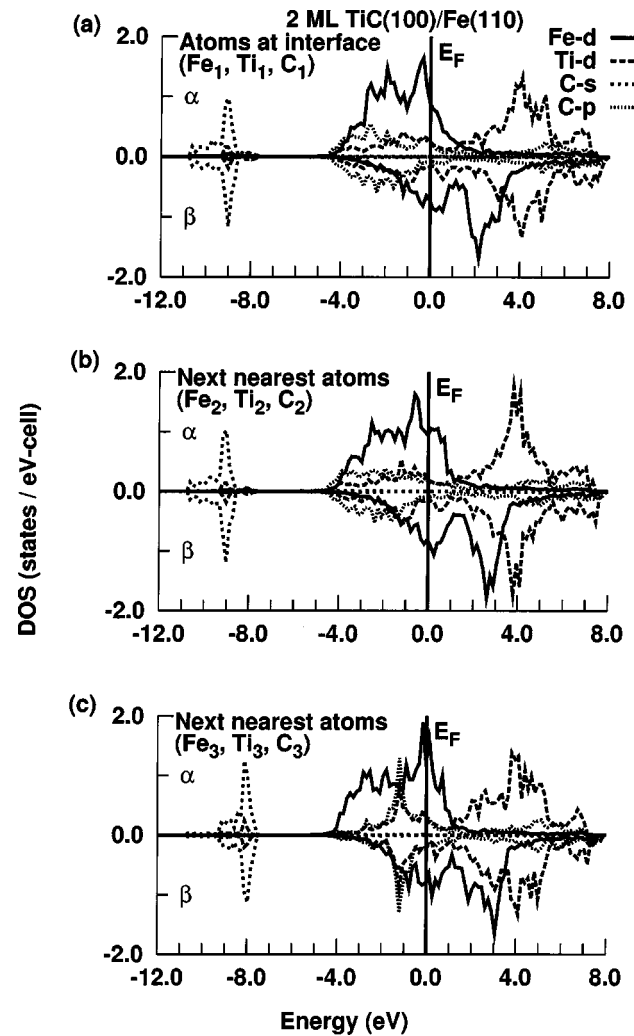 2 ML TiC(100)/Fe(110)
(a)
Atoms at interface
(Fe1, Ti1, C1)
EF
Fe-d
Ti-d
C-s
C-p
2.0
α
0.0
β
-2.0
-12.0 -8.0 -4.0 0.0 4.0 8.0
(b)
Next nearest atoms
(Fe2, Ti2, C2)
EF
2.0
α
0.0
β
-2.0
-12.0 -8.0 -4.0 0.0 4.0 8.0
DOS (states / eV-cell)
(c)
Next nearest atoms
(Fe3, Ti3, C3)
EF
2.0
α
0.0
β
-2.0
-12.0 -8.0 -4.0 0.0 4.0 8.0
Energy (eV)